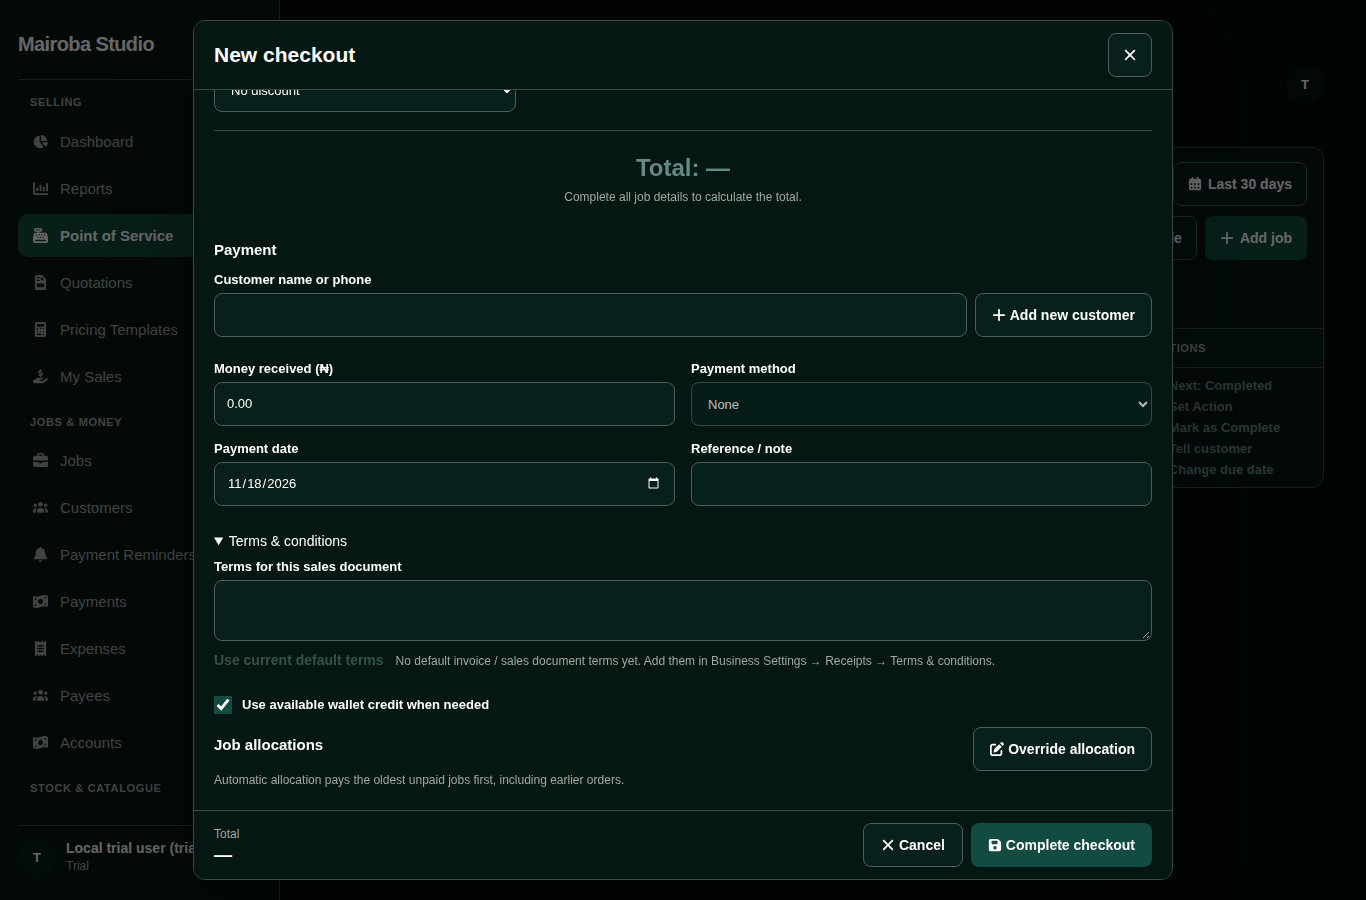 Mairoba Studio
SELLING
Dashboard
Reports
Point of Service
Quotations
Pricing Templates
My Sales
JOBS & MONEY
Jobs
Customers
Payment Reminders
Payments
Expenses
Payees
Accounts
STOCK & CATALOGUE
T
Local trial user (tria
Trial
New checkout
No discount
Total: —
Complete all job details to calculate the total.
Payment
Customer name or phone
Add new customer
Money received (₦)
Payment method
0.00
None
Payment date
Reference / note
11/18/2026
Terms & conditions
Terms for this sales document
Use current default terms
No default invoice / sales document terms yet. Add them in Business Settings → Receipts → Terms & conditions.
Use available wallet credit when needed
Job allocations
Override allocation
Automatic allocation pays the oldest unpaid jobs first, including earlier orders.
Total
—
Cancel
Complete checkout
T
Last 30 days
Add job
TIONS
Next: Completed
Set Action
Mark as Complete
Tell customer
Change due date